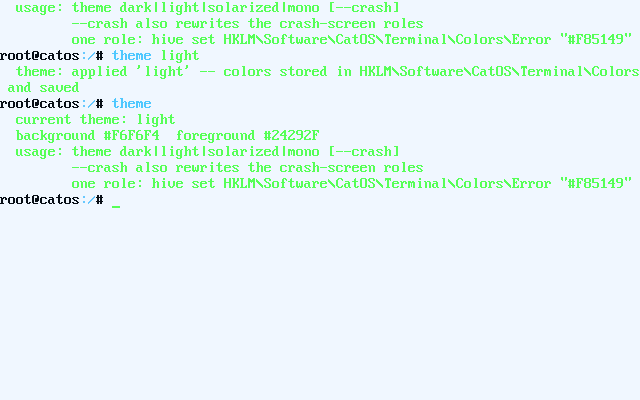 usage: theme dark|light|solarized|mono [--crash]
--crash also rewrites the crash-screen roles
one role: hive set HKLM\Software\CatOS\Terminal\Colors\Error "#F85149"
root@catos:/# theme light
theme: applied 'light' -- colors stored in HKLM\Software\CatOS\Terminal\Colors
and saved
root@catos:/# theme
current theme: light
background #F6F6F4  foreground #24292F
usage: theme dark|light|solarized|mono [--crash]
--crash also rewrites the crash-screen roles
one role: hive set HKLM\Software\CatOS\Terminal\Colors\Error "#F85149"
root@catos:/# _